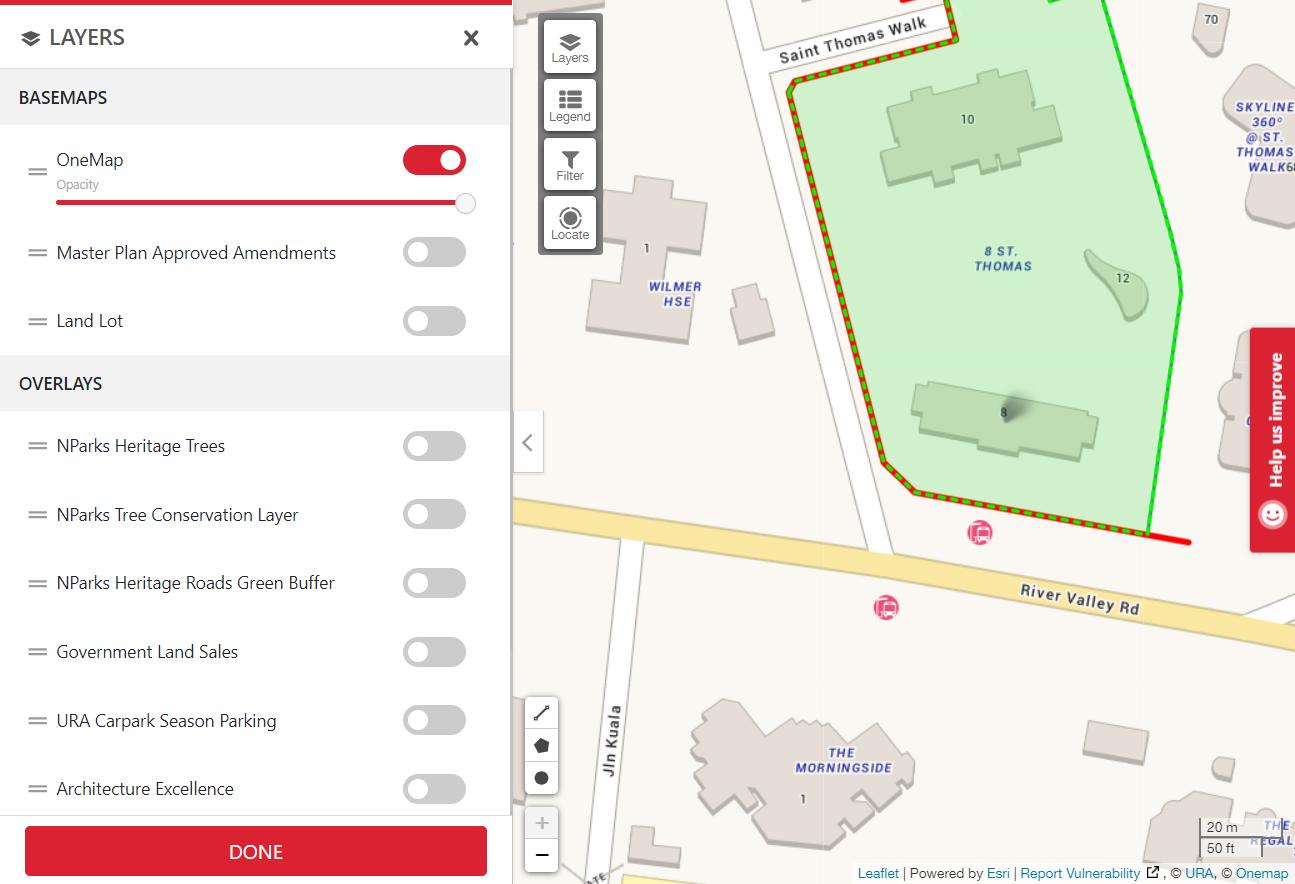 LAYERS
BASEMAPS
OneMap
Opacity
Master Plan Approved Amendments
Land Lot
OVERLAYS
NParks Heritage Trees
NParks Tree Conservation Layer
NParks Heritage Roads Green Buffer
Government Land Sales
URA Carpark Season Parking
Architecture Excellence
DONE
Layers
Legend
Filter
Locate
Saint Thomas Walk
70
10
SKYLINE
360°
@ ST.
THOMAS
WALK
1
WILMER
HSE
8 ST.
THOMAS
12
8
Help us improve
River Valley Rd
Jln Kuala
THE
MORNINGSIDE
1
+
−
20 m
50 ft
THE
REGAL
Leaflet | Powered by Esri | Report Vulnerability , © URA, © Onemap